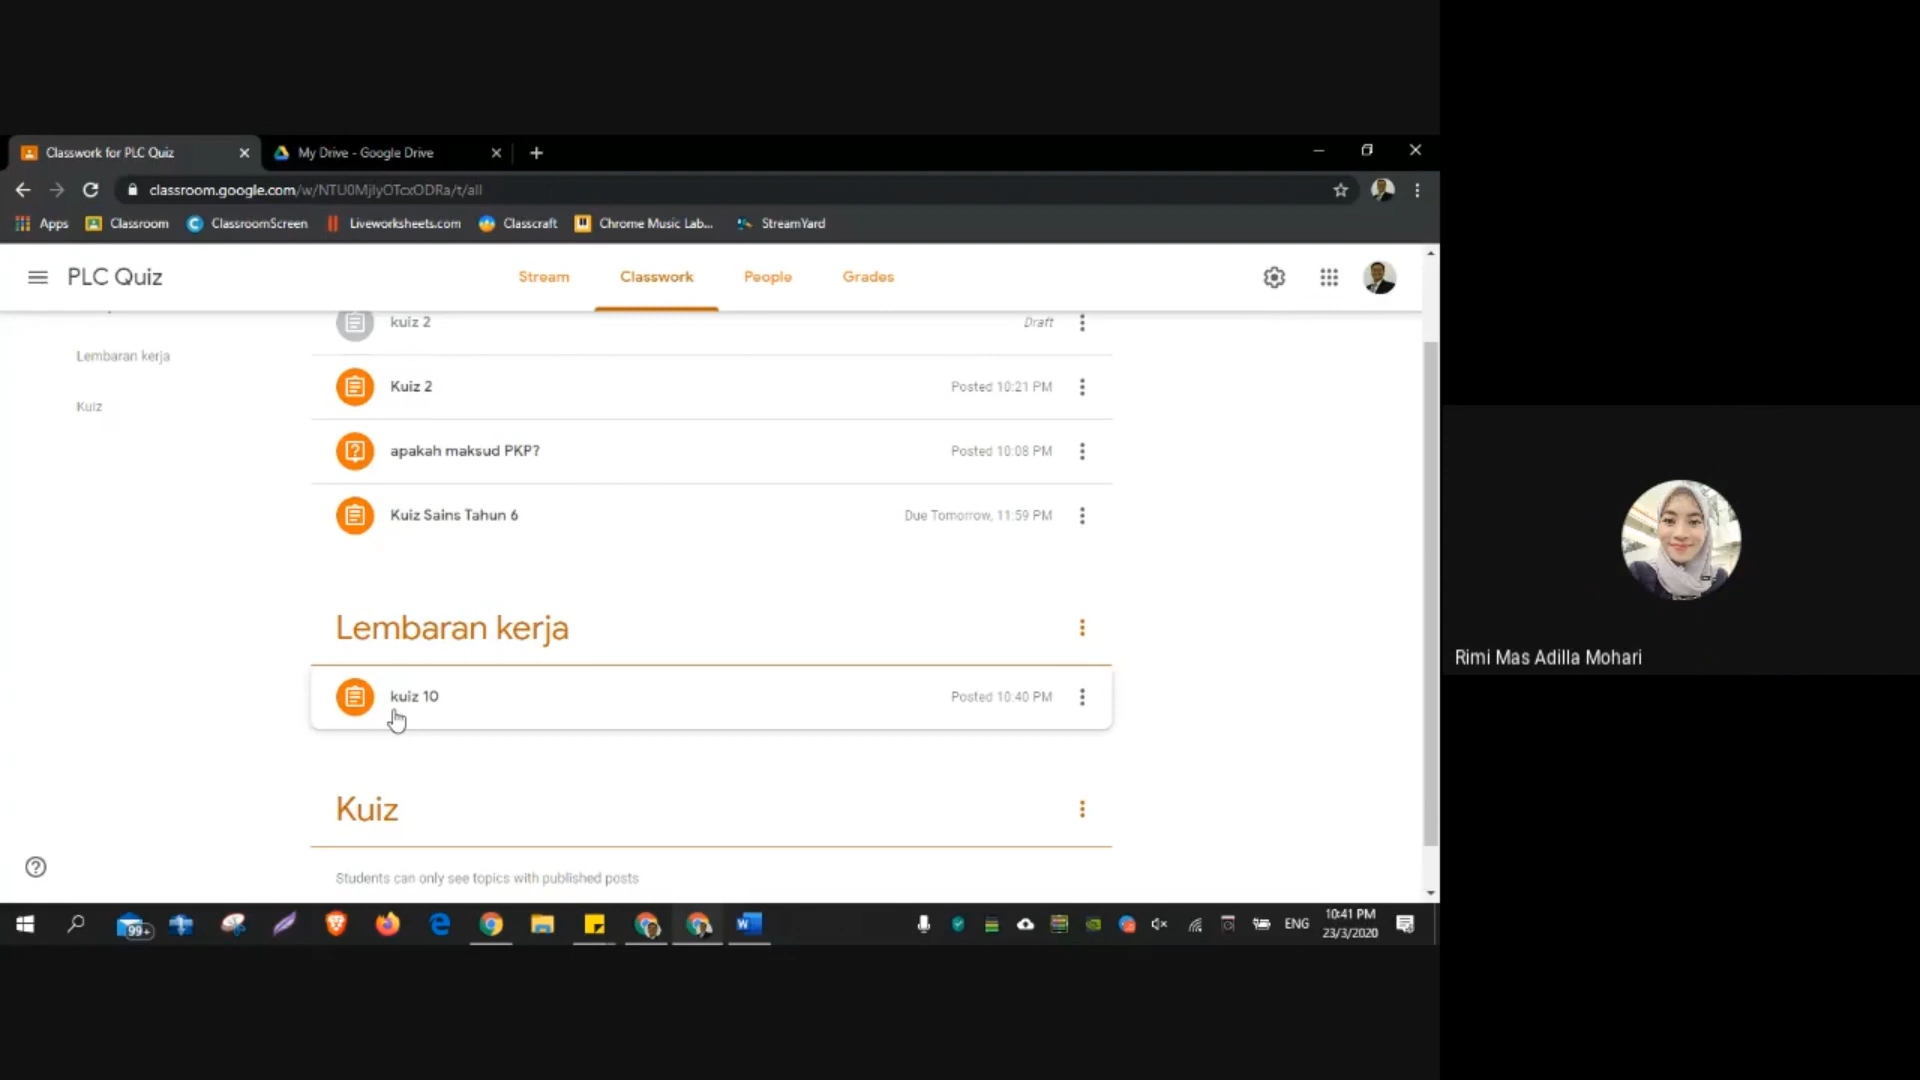 Classwork for PLC Quiz
My Drive - Google Drive
classroom.google.com/w/NTU0MjIyOTcxODRa/t/all
Apps
Classroom
ClassroomScreen
Liveworksheets.com
Classcraft
Chrome Music Lab...
StreamYard
PLC Quiz
Stream
Classwork
People
Grades
kuiz 2
Draft
Lembaran kerja
Kuiz 2
Posted 10:21 PM
Kuiz
apakah maksud PKP?
Posted 10:08 PM
Kuiz Sains Tahun 6
Due Tomorrow, 11:59 PM
Lembaran kerja
kuiz 10
Posted 10:40 PM
Kuiz
Students can only see topics with published posts
Rimi Mas Adilla Mohari
99+
ENG
10:41 PM
23/3/2020